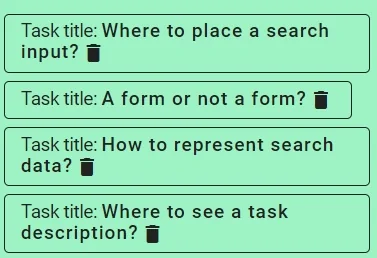 Task title: Where to place a search
input?
Task title: A form or not a form?
Task title: How to represent search
data?
Task title: Where to see a task
description?